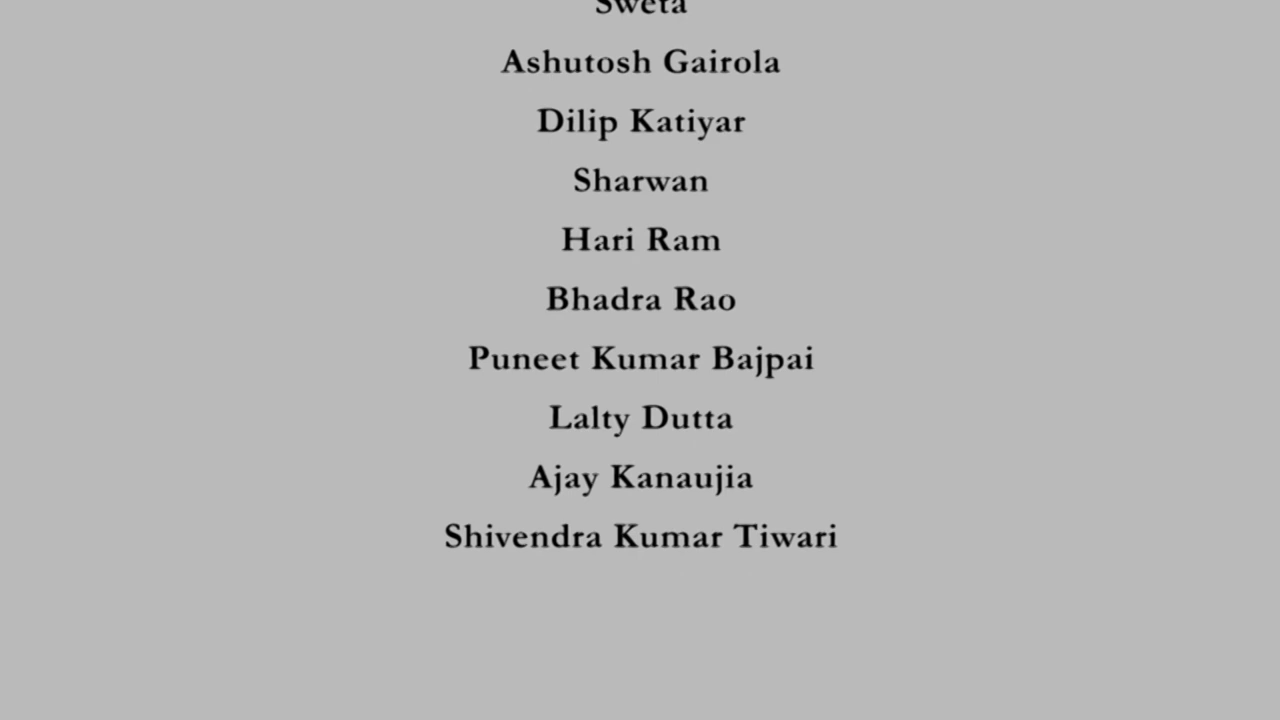 Sweta
Ashutosh Gairola
Dilip Katiyar
Sharwan
Hari Ram
Bhadra Rao
Puneet Kumar Bajpai
Lalty Dutta
Ajay Kanaujia
Shivendra Kumar Tiwari